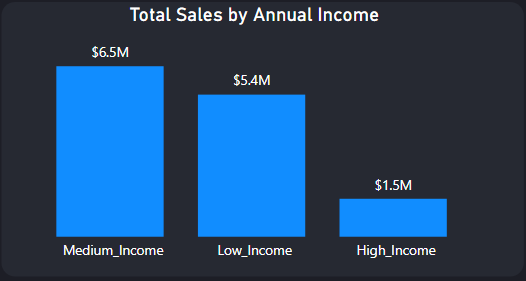 Total Sales by Annual Income
$6.5M
$5.4M
$1.5M
Medium_Income
Low_Income
High_Income